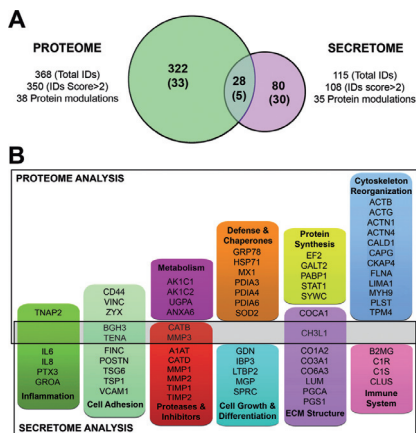 A
PROTEOME
368 (Total IDs)
350 (IDs Score>2)
38 Protein modulations
322
(33)
28
(5)
80
(30)
SECRETOME
115 (Total IDs)
108 (IDs score>2)
35 Protein modulations
B
PROTEOME ANALYSIS
TNAP2
IL6
IL8
PTX3
GROA
Inflammation
CD44
VINC
ZYX
BGH3
TENA
FINC
POSTN
TSG6
TSP1
VCAM1
Cell Adhesion
Metabolism
AK1C1
AK1C2
UGPA
ANXA6
CATB
MMP3
A1AT
CATD
MMP1
MMP2
TIMP1
TIMP2
Proteases &
Inhibitors
Defense &
Chaperones
GRP78
HSP71
MX1
PDIA3
PDIA4
PDIA6
SOD2
GDN
IBP3
LTBP2
MGP
SPRC
Cell Growth &
Differentiation
Protein
Synthesis
EF2
GALT2
PABP1
STAT1
SYWC
COCA1
CH3L1
CO1A2
CO3A1
CO6A3
LUM
PGCA
PGS1
ECM Structure
Cytoskeleton
Reorganization
ACTB
ACTG
ACTN1
ACTN4
CALD1
CAPG
CKAP4
FLNA
LIMA1
MYH9
PLST
TPM4
B2MG
C1R
C1S
CLUS
Immune
System
SECRETOME ANALYSIS